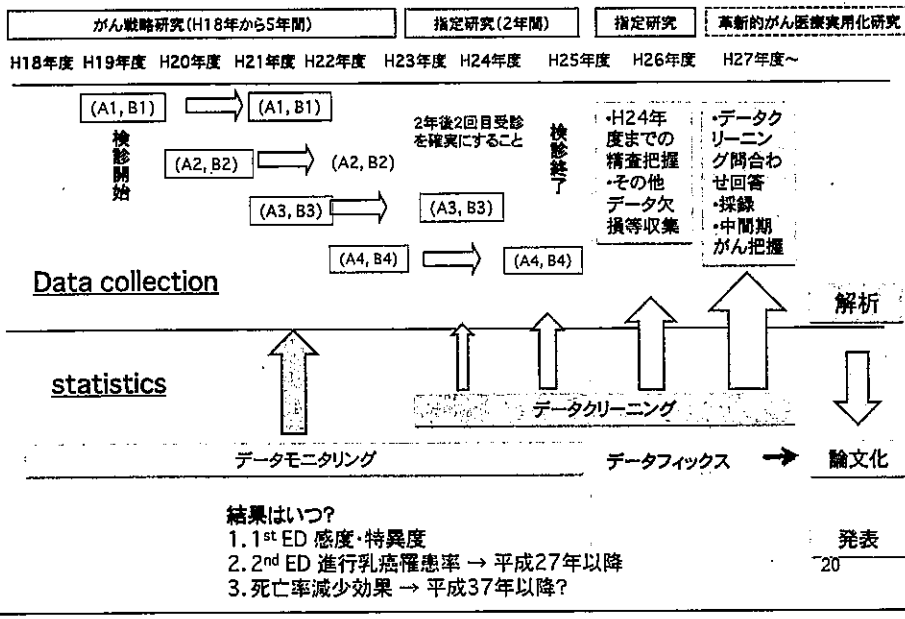 がん戦略研究(H18年から5年間)
指定研究(2年間)
指定研究
革新的がん医療実用化研究
H18年度 H19年度 H20年度 H21年度 H22年度 H23年度 H24年度 H25年度 H26年度 H27年度～
(A1, B1)
(A1, B1)
検診開始
(A2, B2)
(A2, B2)
(A3, B3)
(A3, B3)
(A4, B4)
(A4, B4)
2年後2回目受診
を確実にすること
検診終了
・H24年
度までの
精査把握
・その他
データ欠
損等収集
・データク
リーニン
グ問合わ
せ回答
・採録
・中間期
がん把握
Data collection
解析
statistics
データクリーニング
データモニタリング
データフィックス
論文化
結果はいつ?
1. 1st ED 感度・特異度
2. 2nd ED 進行乳癌罹患率 → 平成27年以降
3. 死亡率減少効果 → 平成37年以降?
発表
20